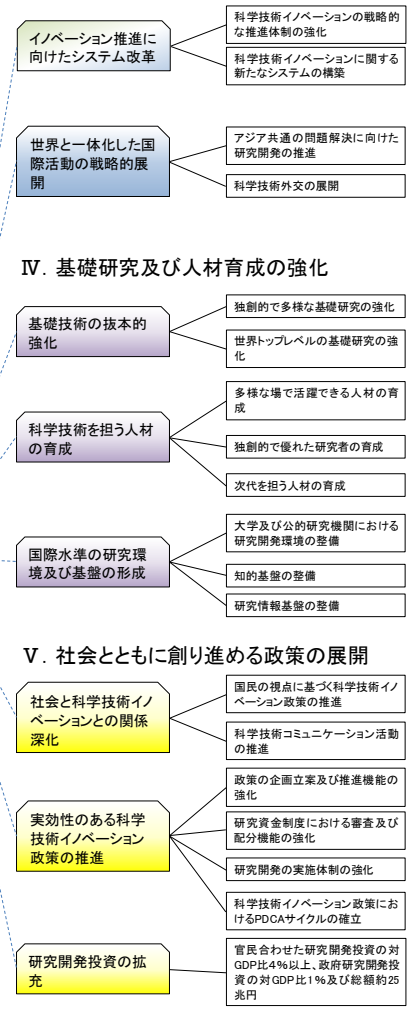 イノベーション推進に
向けたシステム改革
科学技術イノベーションの戦略的
な推進体制の強化
科学技術イノベーションに関する
新たなシステムの構築
世界と一体化した国
際活動の戦略的展
開
アジア共通の問題解決に向けた
研究開発の推進
科学技術外交の展開
Ⅳ. 基礎研究及び人材育成の強化
基礎技術の抜本的
強化
独創的で多様な基礎研究の強化
世界トップレベルの基礎研究の強
化
科学技術を担う人材
の育成
多様な場で活躍できる人材の育
成
独創的で優れた研究者の育成
次代を担う人材の育成
国際水準の研究環
境及び基盤の形成
大学及び公的研究機関における
研究開発環境の整備
知的基盤の整備
研究情報基盤の整備
Ⅴ. 社会とともに創り進める政策の展開
社会と科学技術イノ
ベーションとの関係
深化
国民の視点に基づく科学技術イノ
ベーション政策の推進
科学技術コミュニケーション活動
の推進
実効性のある科学
技術イノベーション
政策の推進
政策の企画立案及び推進機能の
強化
研究資金制度における審査及び
配分機能の強化
研究開発の実施体制の強化
科学技術イノベーション政策にお
けるPDCAサイクルの確立
研究開発投資の拡
充
官民合わせた研究開発投資の対
GDP比4%以上、政府研究開発投
資の対GDP比1%及び総額約25
兆円